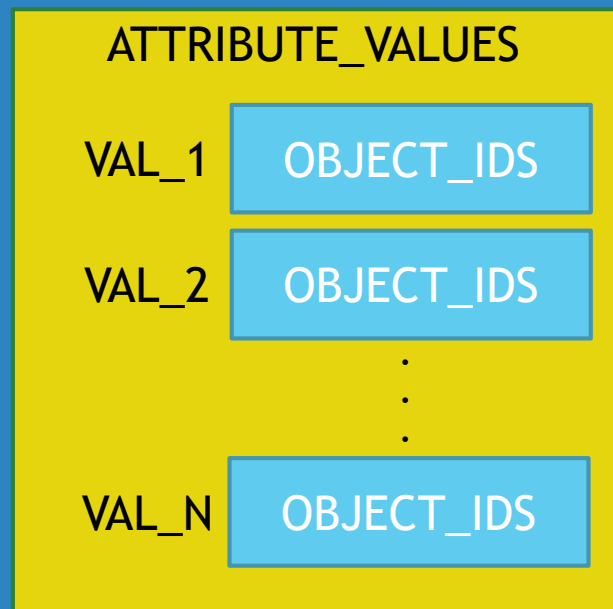 ATTRIBUTE_VALUES
VAL_1 OBJECT_IDS
VAL_2 OBJECT_IDS
.
.
.
VAL_N OBJECT_IDS